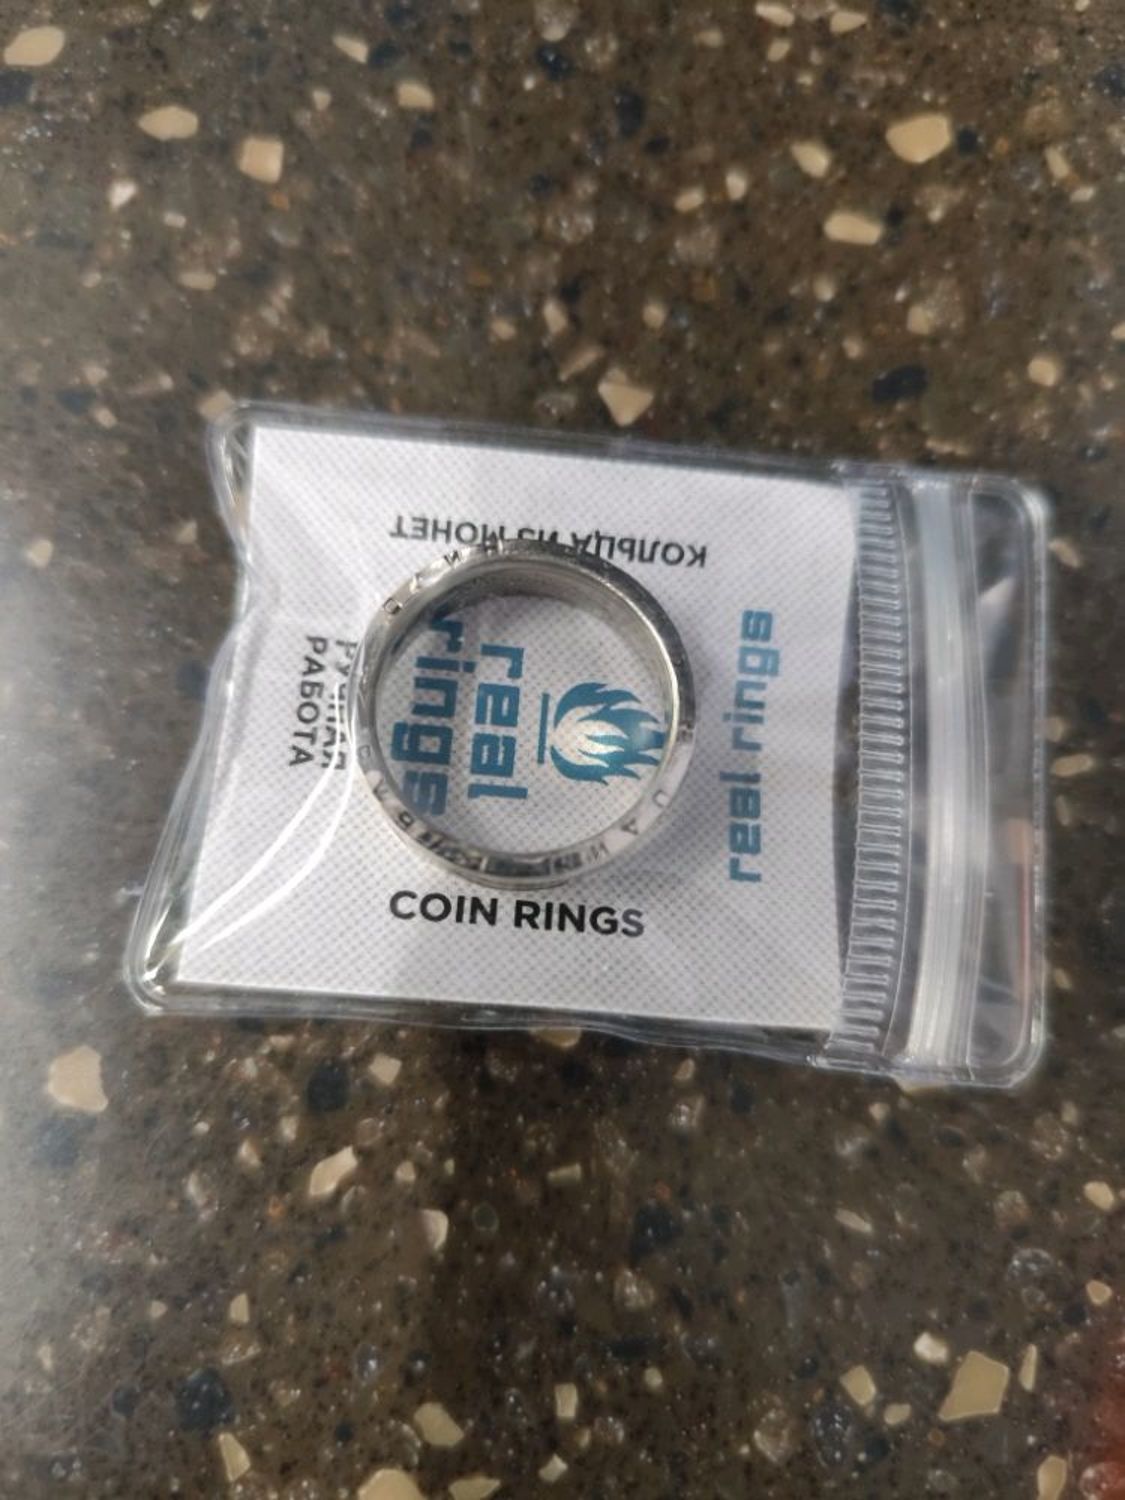 КОЛЬЦА ИЗ МОНЕТ
real
rings
real rings
РУЧНАЯ
РАБОТА
COIN RINGS